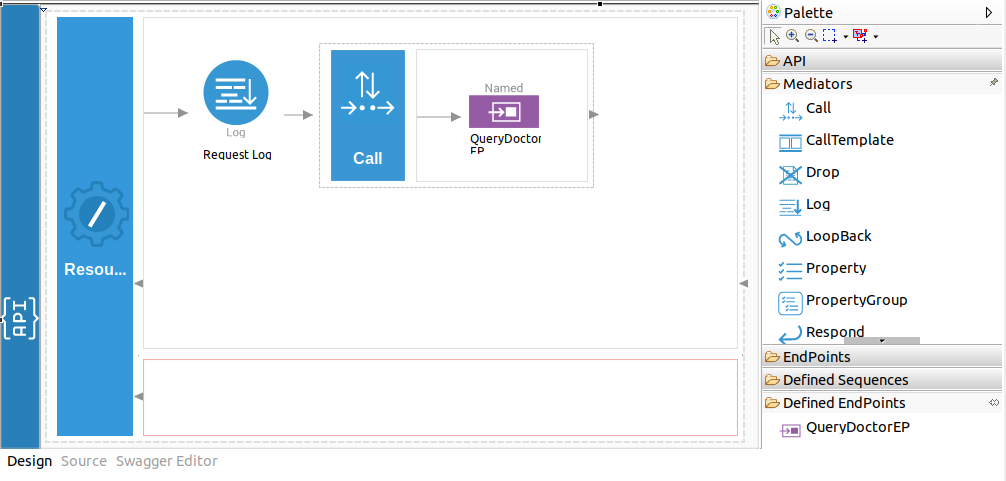 {API}
Resou...
Log
Request Log
Call
Named
QueryDoctor
EP
Palette
API
Mediators
Call
CallTemplate
Drop
Log
LoopBack
Property
PropertyGroup
Respond
EndPoints
Defined Sequences
Defined EndPoints
QueryDoctorEP
Design Source Swagger Editor